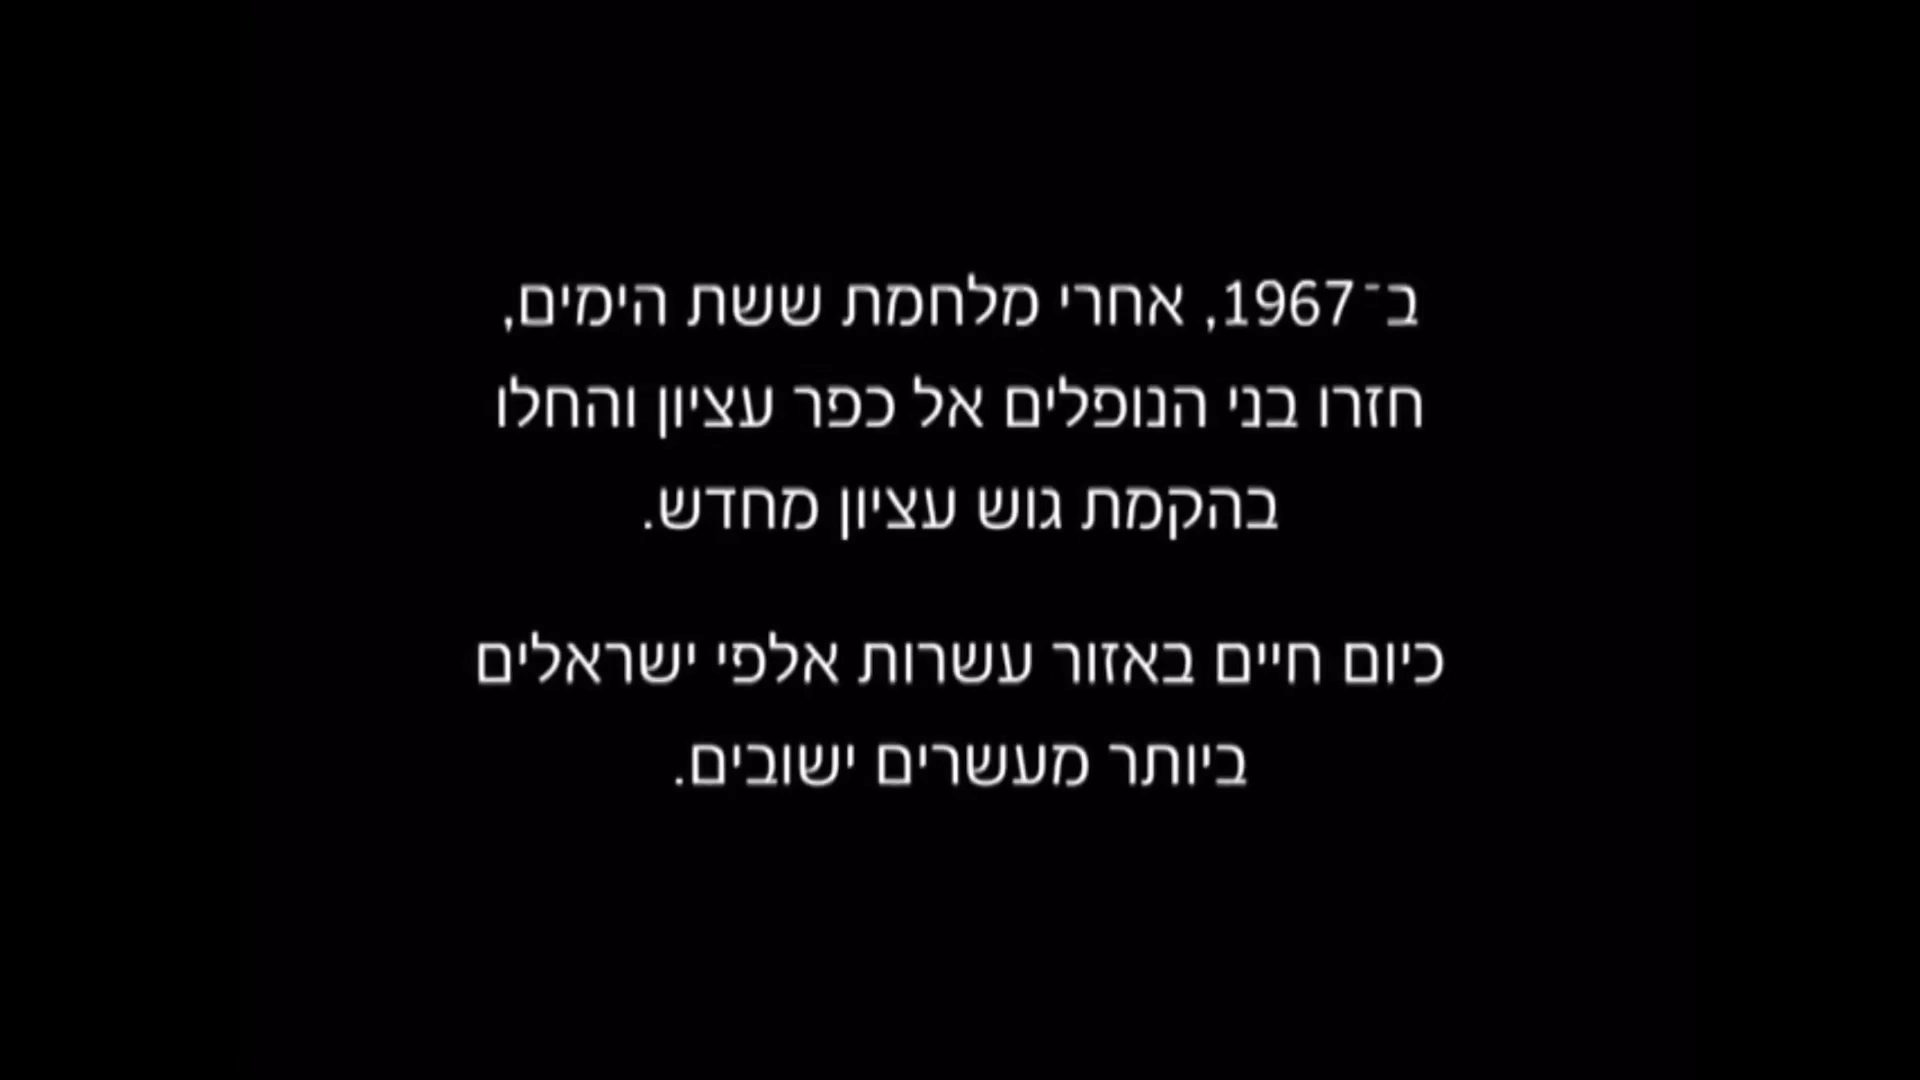 ב־1967, אחרי מלחמת ששת הימים,
חזרו בני הנופלים אל כפר עציון והחלו
בהקמת גוש עציון מחדש.
כיום חיים באזור עשרות אלפי ישראלים
ביותר מעשרים ישובים.